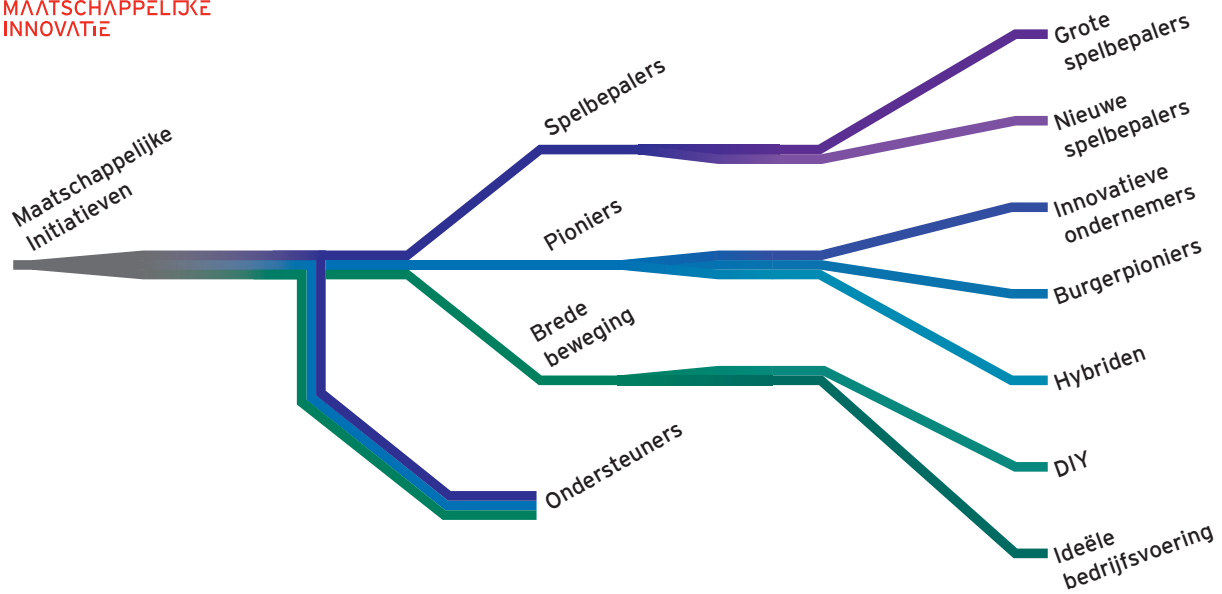 MAATSCHAPPELIJKE
INNOVATIE
Maatschappelijke
Initiatieven
Spelbepalers
Pioniers
Brede
beweging
Ondersteuners
Grote
spelbepalers
Nieuwe
spelbepalers
Innovatieve
ondernemers
Burgerpioniers
Hybriden
DIY
Ideële
bedrijfsvoering